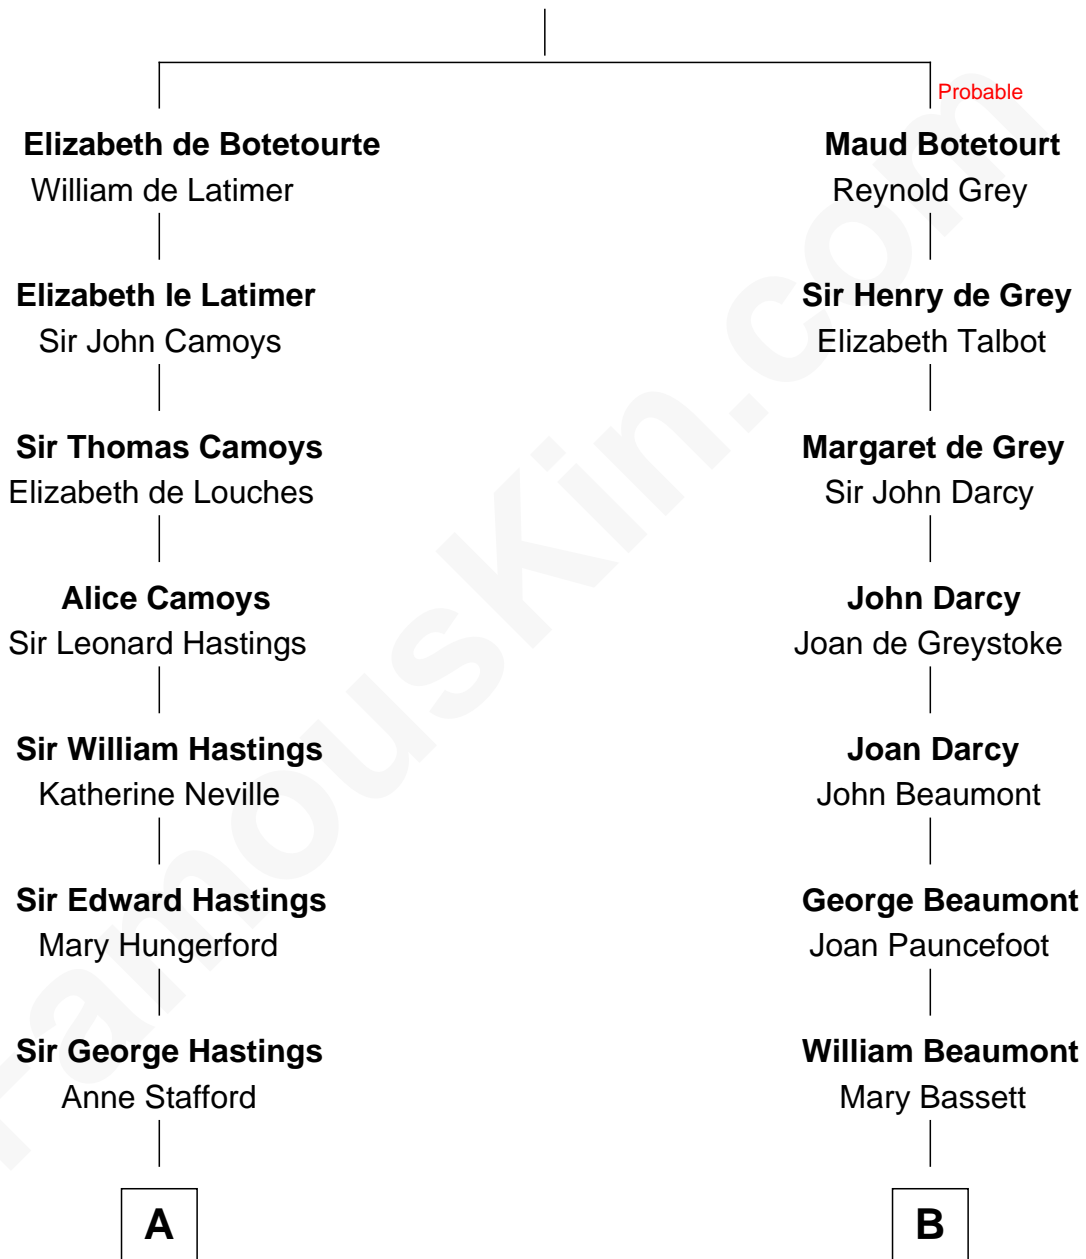 Probable
Elizabeth de Botetourte
William de Latimer
Maud Botetourt
Reynold Grey
Elizabeth le Latimer
Sir John Camoys
Sir Henry de Grey
Elizabeth Talbot
Sir Thomas Camoys
Elizabeth de Louches
Margaret de Grey
Sir John Darcy
Alice Camoys
Sir Leonard Hastings
John Darcy
Joan de Greystoke
Sir William Hastings
Katherine Neville
Joan Darcy
John Beaumont
Sir Edward Hastings
Mary Hungerford
George Beaumont
Joan Pauncefoot
Sir George Hastings
Anne Stafford
William Beaumont
Mary Bassett
A
B
FamousKin.com